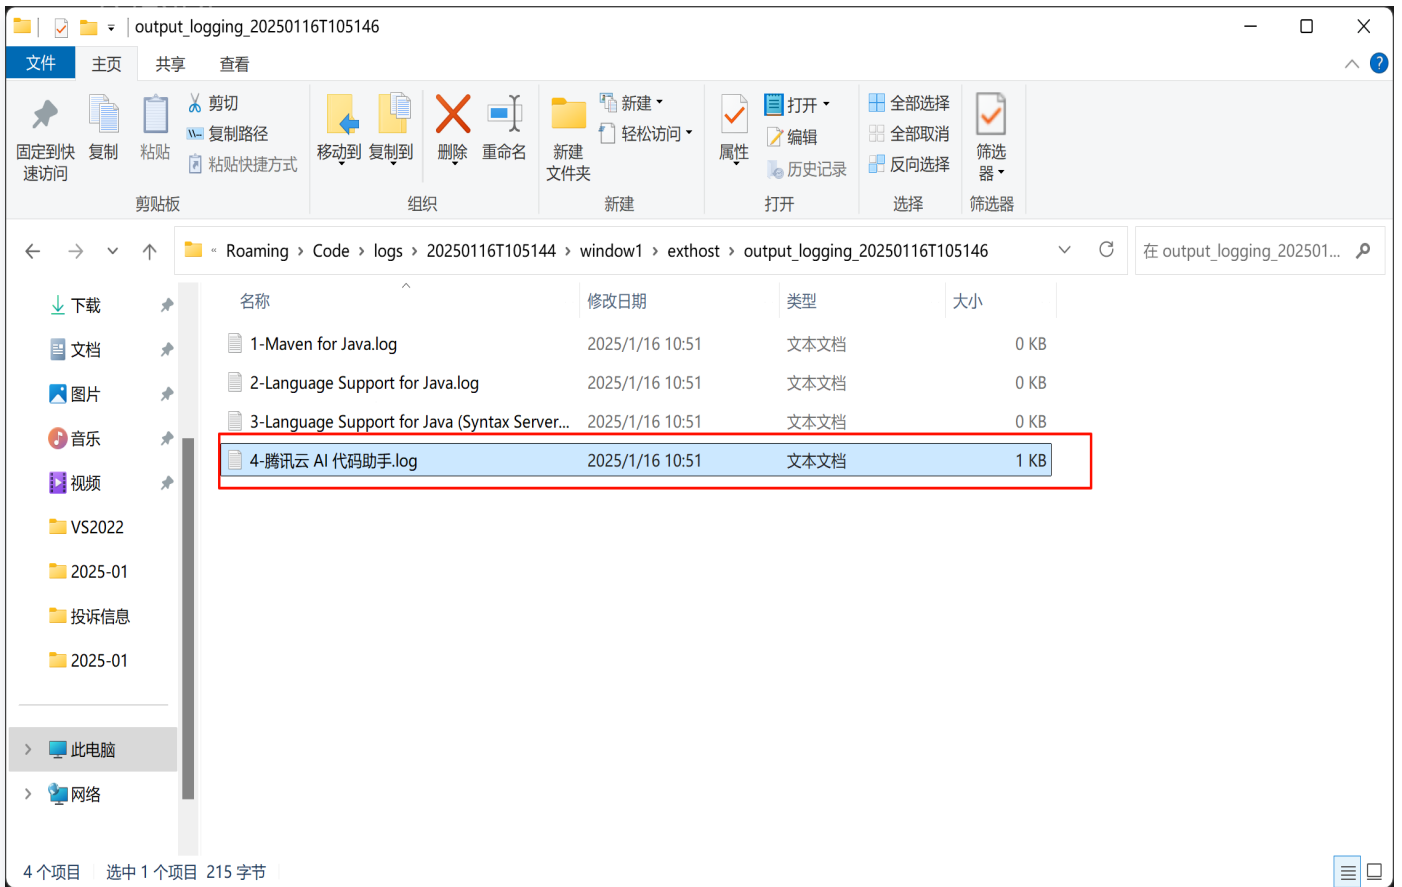 output_logging_20250116T105146
文件 主页 共享 查看
固定到快速访问
复制
粘贴
剪切
复制路径
粘贴快捷方式
剪贴板
移动到
复制到
删除
重命名
组织
新建文件夹
新建
轻松访问
新建
属性
打开
编辑
历史记录
打开
全部选择
全部取消
反向选择
选择
筛选器
筛选器
« Roaming › Code › logs › 20250116T105144 › window1 › exthost › output_logging_20250116T105146
在 output_logging_202501...
下载
文档
图片
音乐
视频
VS2022
2025-01
投诉信息
2025-01
此电脑
网络
名称 修改日期 类型 大小
1-Maven for Java.log 2025/1/16 10:51 文本文档 0 KB
2-Language Support for Java.log 2025/1/16 10:51 文本文档 0 KB
3-Language Support for Java (Syntax Server... 2025/1/16 10:51 文本文档 0 KB
4-腾讯云 AI 代码助手.log 2025/1/16 10:51 文本文档 1 KB
4 个项目 选中 1 个项目 215 字节